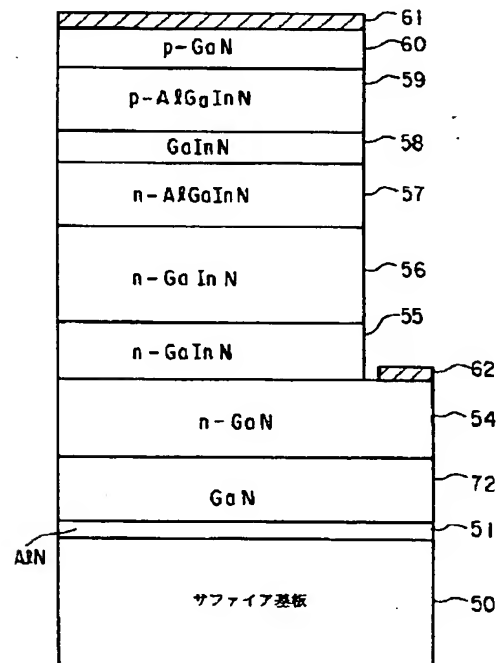 61
p-GaN
60
59
p-AlGaInN
GaInN
58
n-AlGaInN
57
n-GaInN
56
55
n-GaInN
62
n-GaN
54
GaN
72
51
AlN
サファイア基板
50